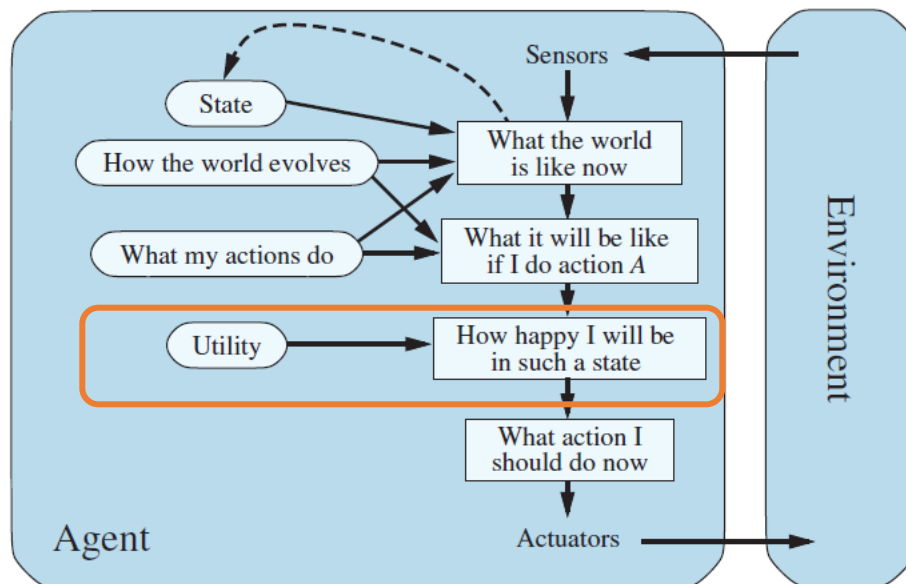 Sensors
State
What the world
is like now
How the world evolves
What my actions do
What it will be like
if I do action A
Utility
How happy I will be
in such a state
What action I
should do now
Agent
Actuators
Environment